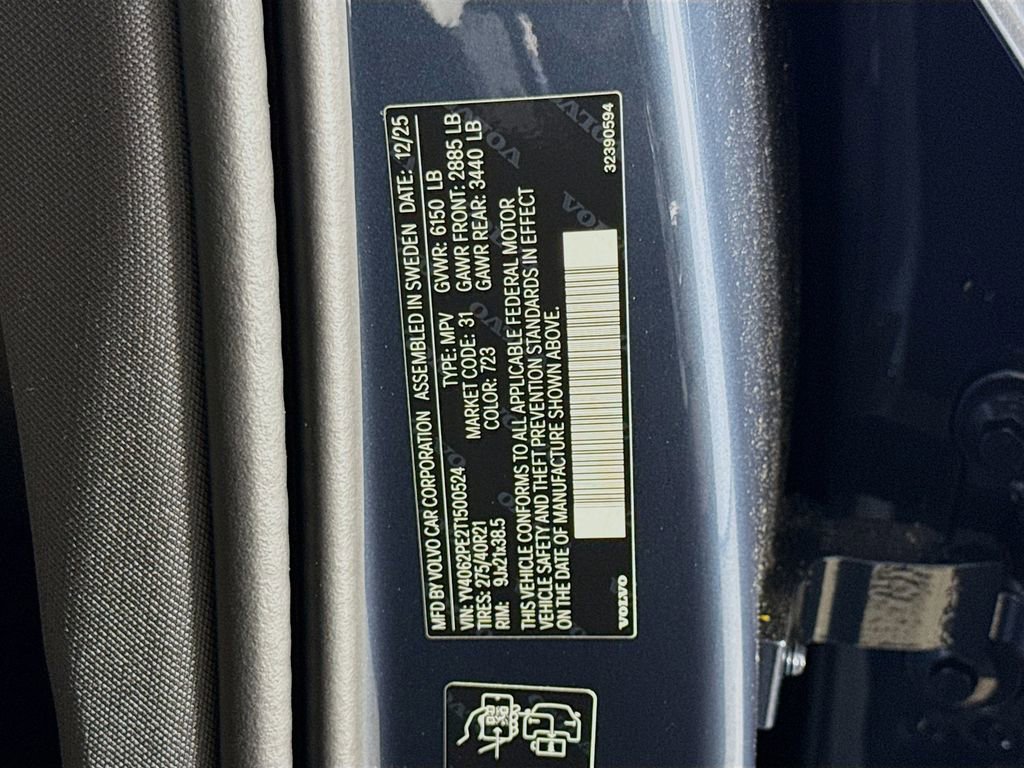 MFD BY VOLVO CAR CORPORATION ASSEMBLED IN SWEDEN DATE: 12/25
VIN: YV4062PE2T1500524 TYPE: MPV GVWR: 6150 LB
TIRES: 275/40R21 MARKET CODE: 31 GAWR FRONT: 2885 LB
RIM: 9Jx21x38.5 COLOR: 723 GAWR REAR: 3440 LB
THIS VEHICLE CONFORMS TO ALL APPLICABLE FEDERAL MOTOR
VEHICLE SAFETY AND THEFT PREVENTION STANDARDS IN EFFECT
ON THE DATE OF MANUFACTURE SHOWN ABOVE.
VOLVO 32390594